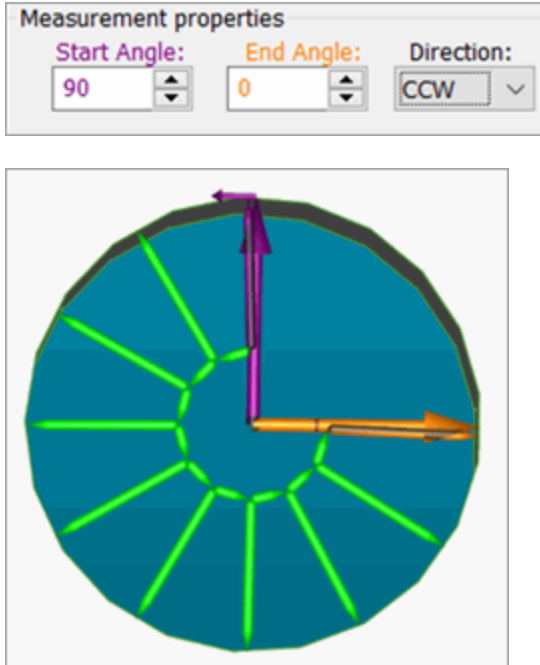 Measurement properties
Start Angle: End Angle: Direction:
90 0 CCW